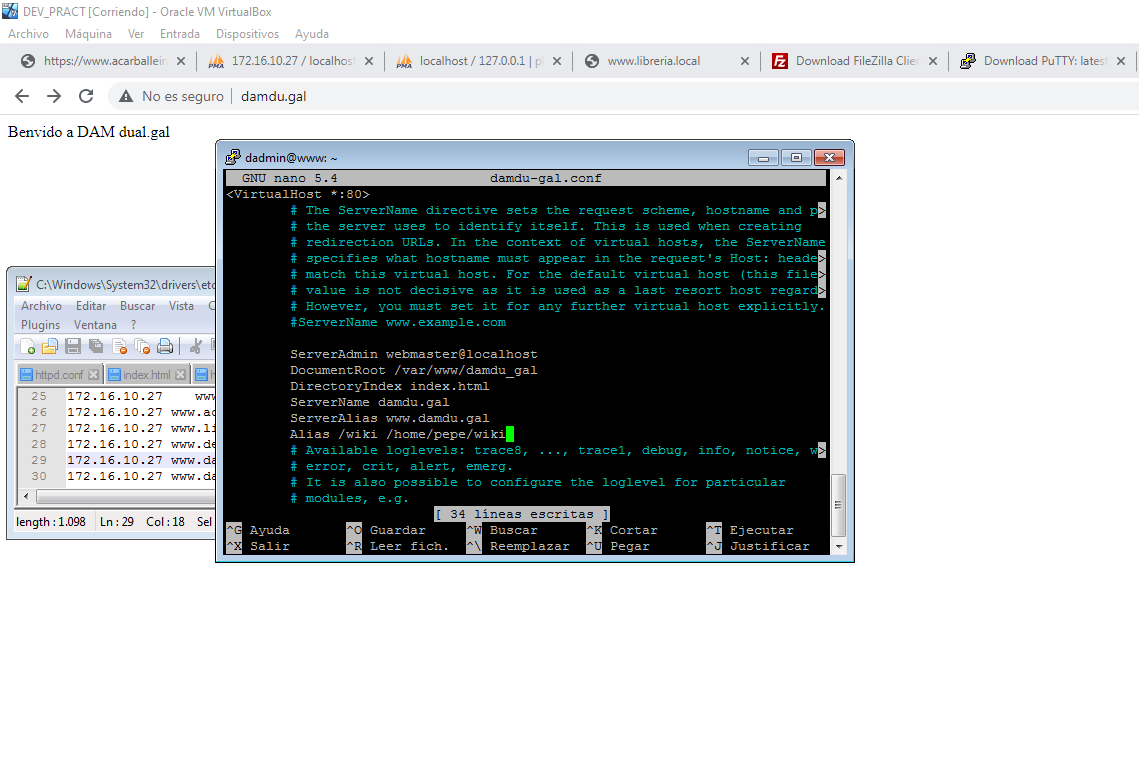 DEV_PRACT [Corriendo] - Oracle VM VirtualBox
Archivo Máquina Ver Entrada Dispositivos Ayuda
https://www.acarballeir 172.16.10.27 / localhost localhost / 127.0.0.1 | p www.libreria.local Download FileZilla Clien Download PuTTY: latest
No es seguro damdu.gal
Benvido a DAM dual.gal
dadmin@www: ~
GNU nano 5.4 damdu-gal.conf
<VirtualHost *:80>
# The ServerName directive sets the request scheme, hostname and p>
# the server uses to identify itself. This is used when creating
# redirection URLs. In the context of virtual hosts, the ServerName
# specifies what hostname must appear in the request's Host: heade>
# match this virtual host. For the default virtual host (this file>
# value is not decisive as it is used as a last resort host regard>
# However, you must set it for any further virtual host explicitly.
#ServerName www.example.com
ServerAdmin webmaster@localhost
DocumentRoot /var/www/damdu_gal
DirectoryIndex index.html
ServerName damdu.gal
ServerAlias www.damdu.gal
Alias /wiki /home/pepe/wiki
# Available loglevels: trace8, ..., trace1, debug, info, notice, w>
# error, crit, alert, emerg.
# It is also possible to configure the loglevel for particular
# modules, e.g.
[ 34 líneas escritas ]
^G Ayuda ^O Guardar ^W Buscar ^K Cortar ^T Ejecutar
^X Salir ^R Leer fich. ^\ Reemplazar ^U Pegar ^J Justificar
C:\Windows\System32\drivers\etc
Archivo Editar Buscar Vista C
Plugins Ventana ?
httpd.conf index.html h
25 172.16.10.27 www
26 172.16.10.27 www.ac
27 172.16.10.27 www.li
28 172.16.10.27 www.de
29 172.16.10.27 www.da
30 172.16.10.27 www.da
length : 1.098 Ln : 29 Col : 18 Sel